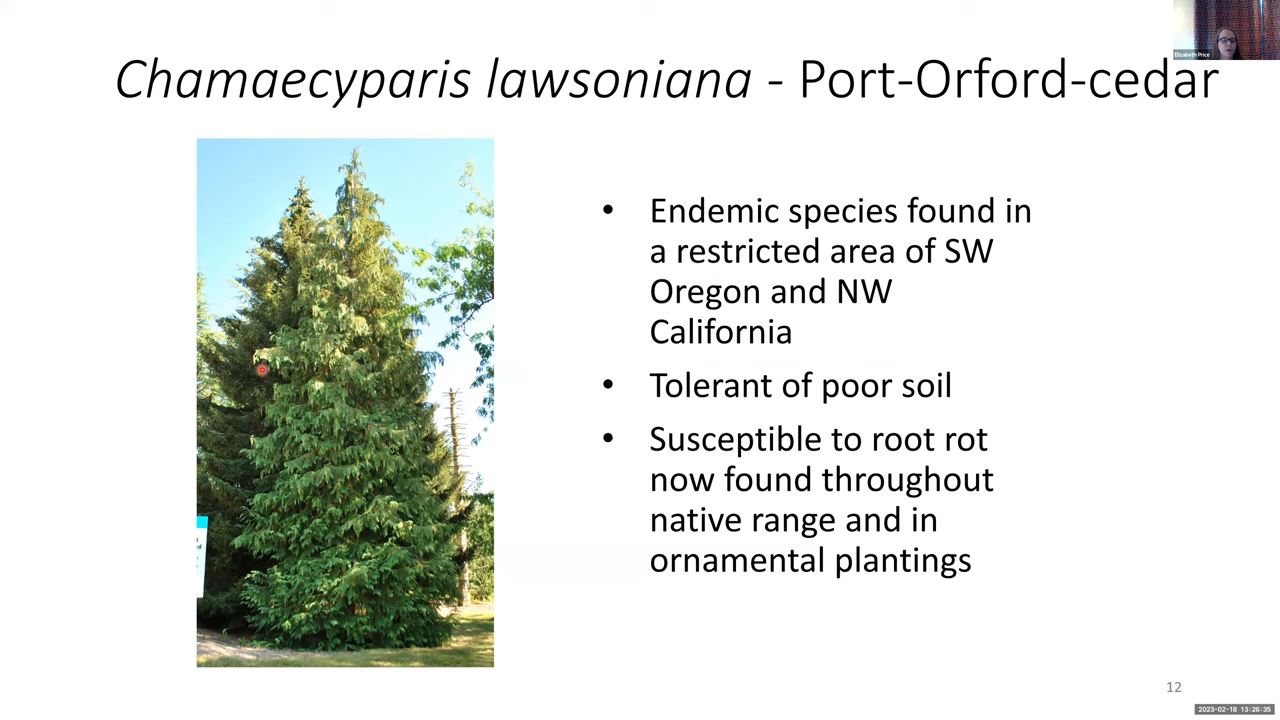 Elizabeth Price
Chamaecyparis lawsoniana - Port-Orford-cedar
• Endemic species found in
a restricted area of SW
Oregon and NW
California
• Tolerant of poor soil
• Susceptible to root rot
now found throughout
native range and in
ornamental plantings
12
2023-02-18 13:26:35